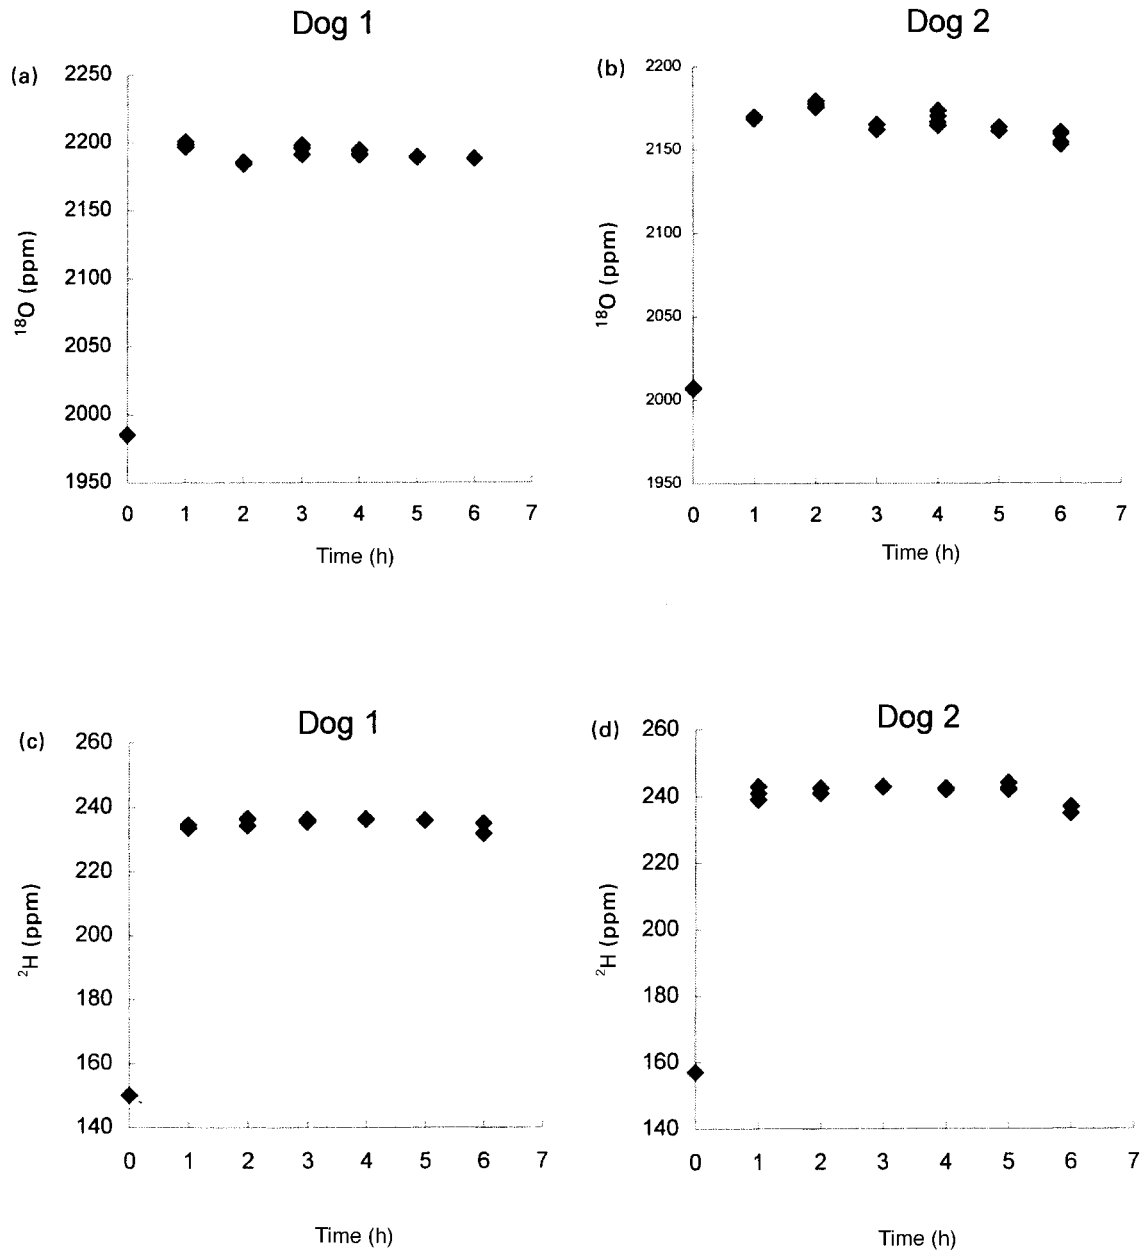 Dog 1
(a)
2250
2200
2150
2100
2050
2000
1950
0 1 2 3 4 5 6 7
Time (h)
¹⁸O (ppm)
Dog 2
(b)
2200
2150
2100
2050
2000
1950
0 1 2 3 4 5 6 7
Time (h)
¹⁸O (ppm)
Dog 1
(c)
260
240
220
200
180
160
140
0 1 2 3 4 5 6 7
Time (h)
²H (ppm)
Dog 2
(d)
260
240
220
200
180
160
140
0 1 2 3 4 5 6 7
Time (h)
²H (ppm)